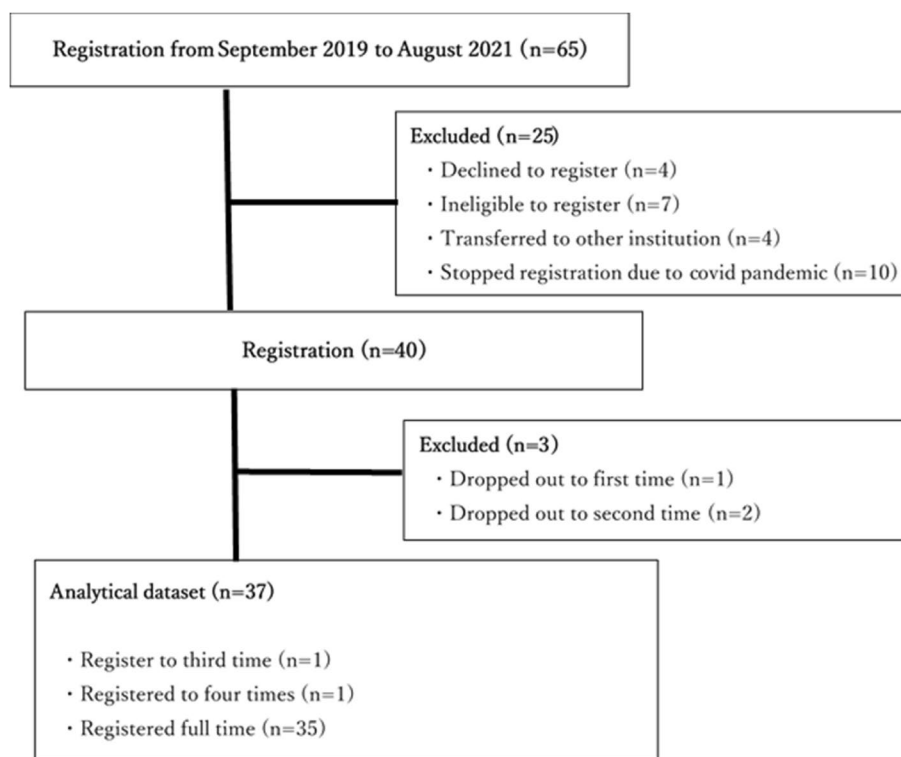 Registration from September 2019 to August 2021 (n=65)
Excluded (n=25)
・Declined to register (n=4)
・Ineligible to register (n=7)
・Transferred to other institution (n=4)
・Stopped registration due to covid pandemic (n=10)
Registration (n=40)
Excluded (n=3)
・Dropped out to first time (n=1)
・Dropped out to second time (n=2)
Analytical dataset (n=37)
・Register to third time (n=1)
・Registered to four times (n=1)
・Registered full time (n=35)